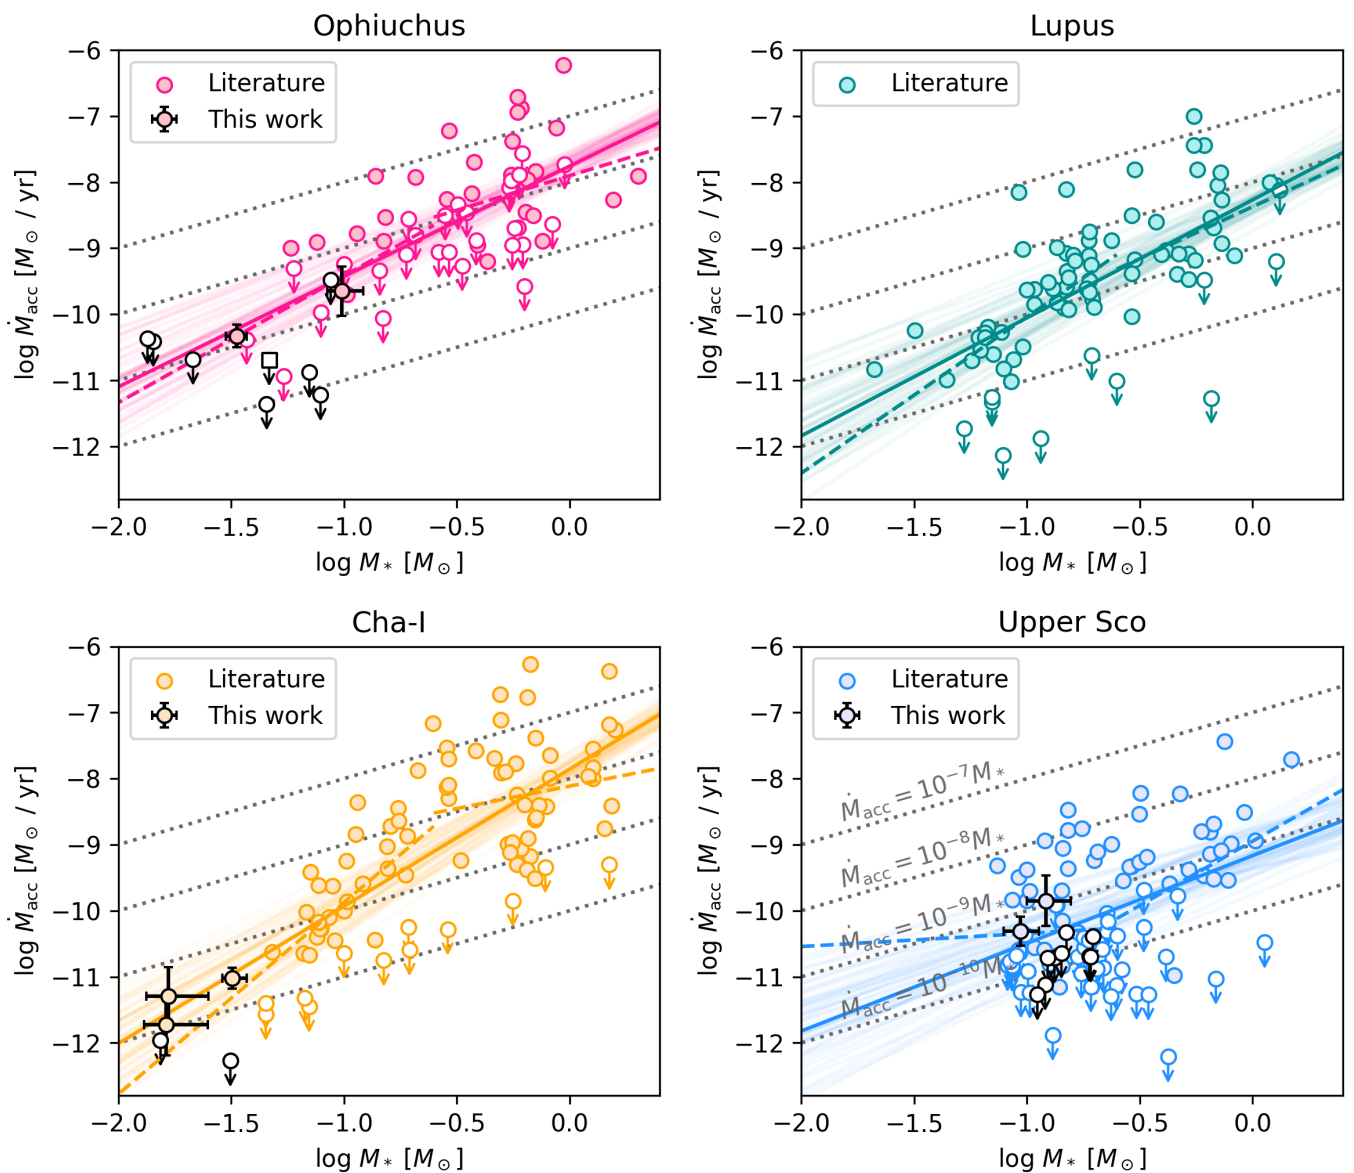 Ophiuchus
−6
−7
−8
−9
−10
−11
−12
log Ṁacc [M⊙ / yr]
Literature
This work
−2.0 −1.5 −1.0 −0.5 0.0
log M* [M⊙]
Lupus
−6
−7
−8
−9
−10
−11
−12
log Ṁacc [M⊙ / yr]
Literature
−2.0 −1.5 −1.0 −0.5 0.0
log M* [M⊙]
Cha-I
−6
−7
−8
−9
−10
−11
−12
log Ṁacc [M⊙ / yr]
Literature
This work
−2.0 −1.5 −1.0 −0.5 0.0
log M* [M⊙]
Upper Sco
−6
−7
−8
−9
−10
−11
−12
log Ṁacc [M⊙ / yr]
Literature
This work
Ṁacc = 10⁻⁷M*
Ṁacc = 10⁻⁸M*
Ṁacc = 10⁻⁹M*
Ṁacc = 10⁻¹⁰M*
−2.0 −1.5 −1.0 −0.5 0.0
log M* [M⊙]